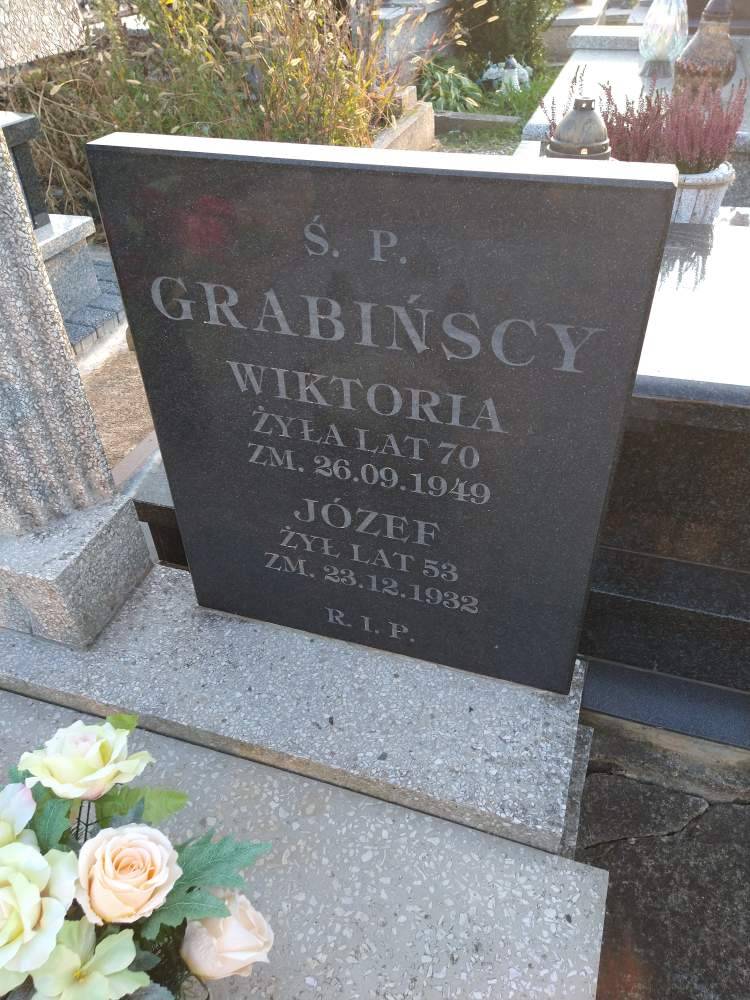 Ś. P.
GRABIŃSCY
WIKTORIA
ŻYŁA LAT 70
ZM. 26.09.1949
JÓZEF
ŻYŁ LAT 53
ZM. 23.12.1932
R. I. P.